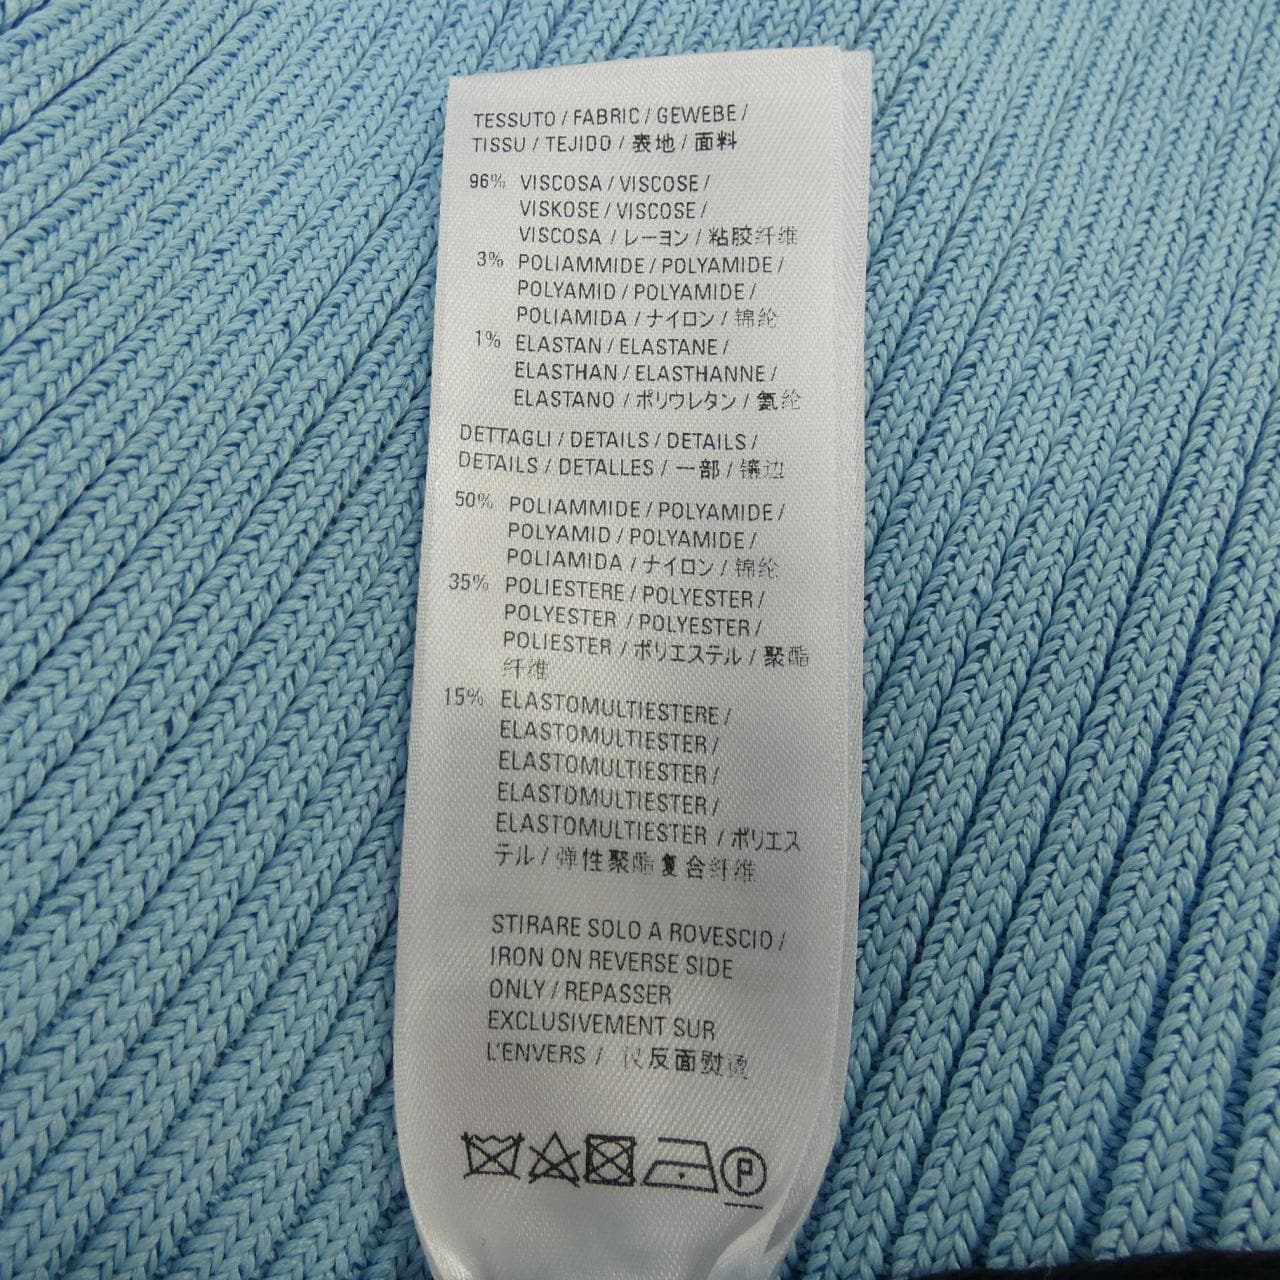 TESSUTO / FABRIC / GEWEBE /
TISSU / TEJIDO / 表地 / 面料
96% VISCOSA / VISCOSE /
VISKOSE / VISCOSE /
VISCOSA / レーヨン / 粘胶纤维
3% POLIAMMIDE / POLYAMIDE /
POLYAMID / POLYAMIDE /
POLIAMIDA / ナイロン / 锦纶
1% ELASTAN / ELASTANE /
ELASTHAN / ELASTHANNE /
ELASTANO / ポリウレタン / 氨纶
DETTAGLI / DETAILS / DETAILS /
DETAILS / DETALLES / 一部 / 镶边
50% POLIAMMIDE / POLYAMIDE /
POLYAMID / POLYAMIDE /
POLIAMIDA / ナイロン / 锦纶
35% POLIESTERE / POLYESTER /
POLYESTER / POLYESTER /
POLIESTER / ポリエステル / 聚酯
纤维
15% ELASTOMULTIESTERE /
ELASTOMULTIESTER /
ELASTOMULTIESTER /
ELASTOMULTIESTER /
ELASTOMULTIESTER / ポリエス
テル / 弹性聚酯复合纤维
STIRARE SOLO A ROVESCIO /
IRON ON REVERSE SIDE
ONLY / REPASSER
EXCLUSIVEMENT SUR
L'ENVERS / 仅反面熨烫
P